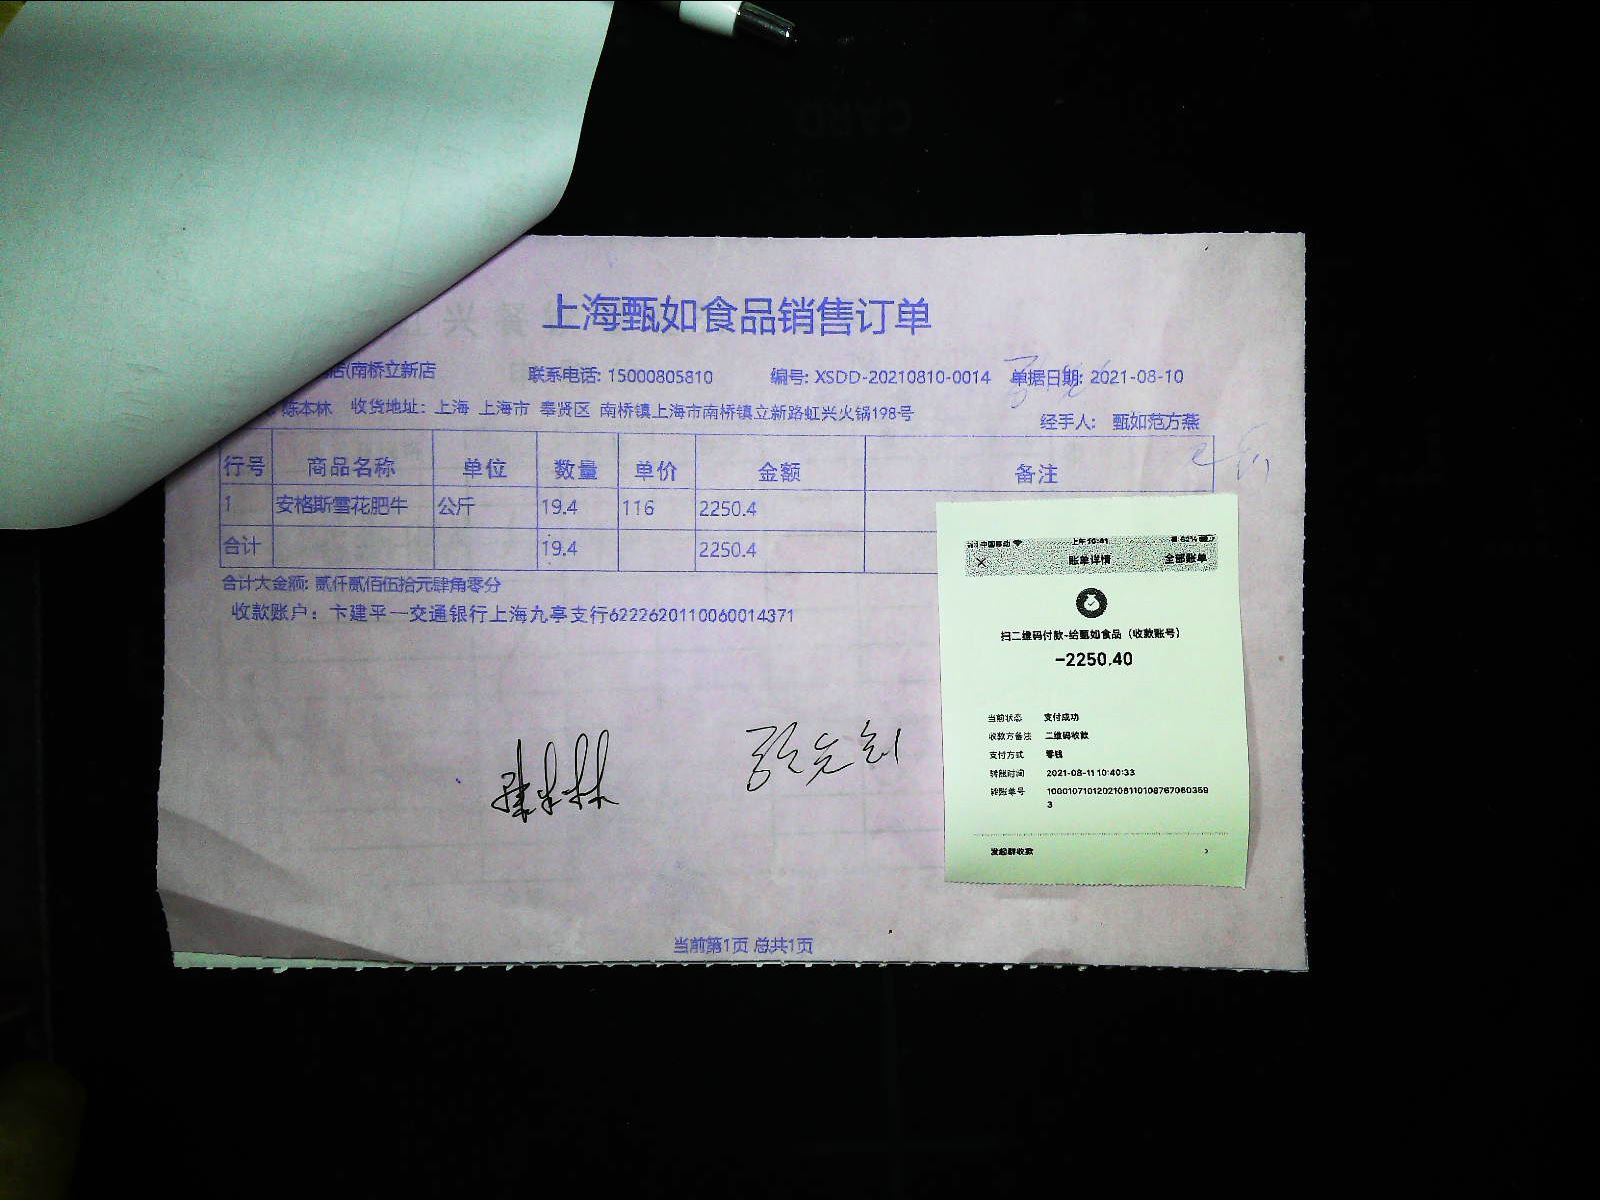 上海甄如食品销售订单
店(南桥立新店 联系电话: 15000805810 编号: XSDD-20210810-0014 单据日期: 2021-08-10
陈本林 收货地址: 上海 上海市 奉贤区 南桥镇上海市南桥镇立新路虹兴火锅198号
经手人: 甄如范方燕
行号 商品名称 单位 数量 单价 金额 备注
1 安格斯雪花肥牛 公斤 19.4 116 2250.4
合计 19.4 2250.4
合计大金额: 贰仟贰佰伍拾元肆角零分
收款账户: 卞建平一交通银行上海九亭支行6222620110060014371
中国移动 上午10:41 62%
× 账单详情 全部账单
扫二维码付款-给甄如食品(收款账号)
-2250.40
当前状态 支付成功
收款方备注 二维码收款
支付方式 零钱
转账时间 2021-08-11 10:40:33
转账单号
发起群收款
当前第1页 总共1页
CARD